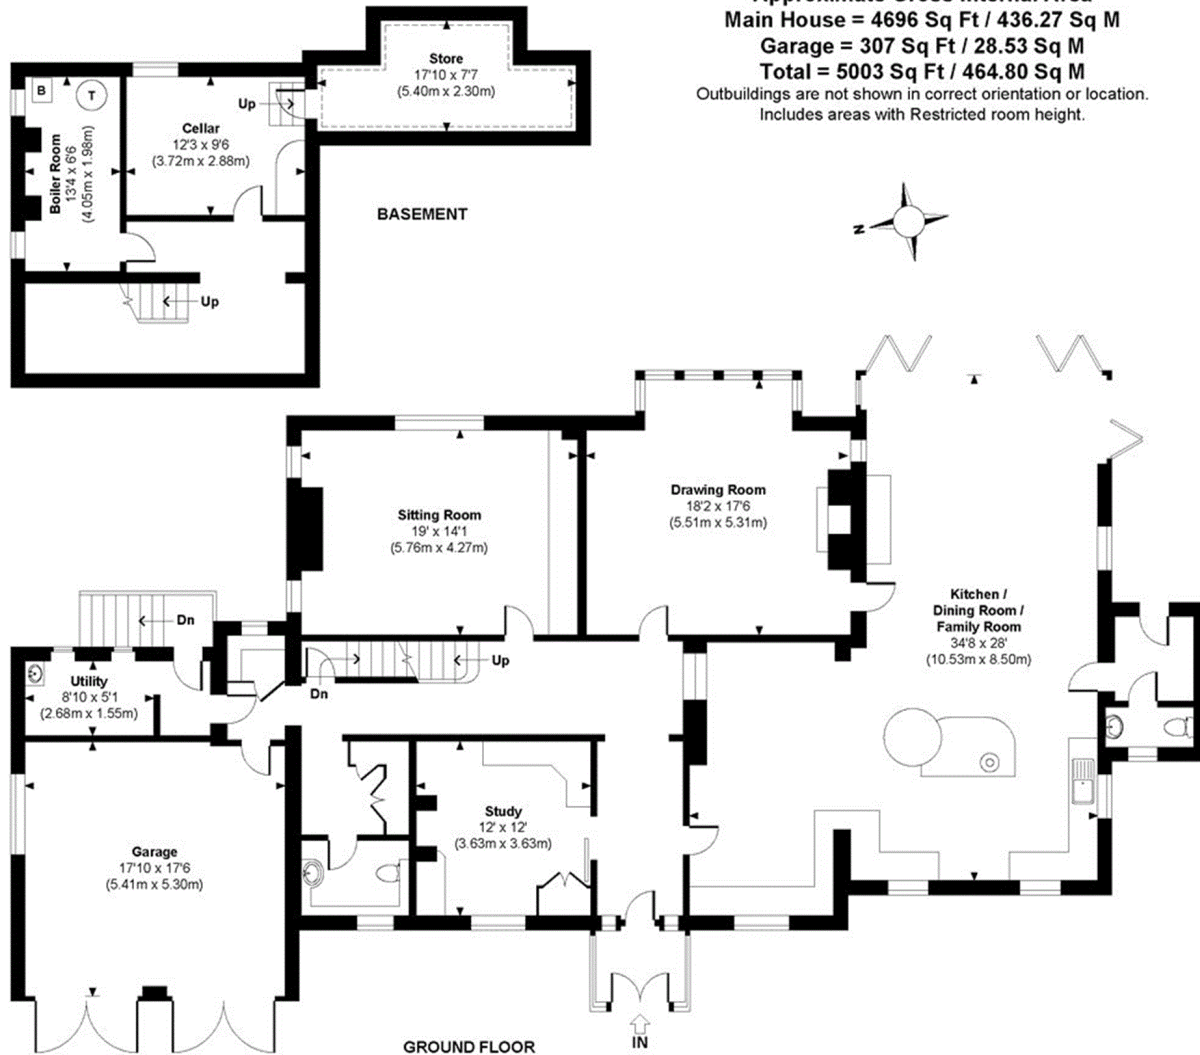 Approximate Gross Internal Area
Main House = 4696 Sq Ft / 436.27 Sq M
Garage = 307 Sq Ft / 28.53 Sq M
Total = 5003 Sq Ft / 464.80 Sq M
Outbuildings are not shown in correct orientation or location.
Includes areas with Restricted room height.
Store
17'10 x 7'7
(5.40m x 2.30m)
B
T
Up
Cellar
12'3 x 9'6
(3.72m x 2.88m)
Boiler Room
13'4 x 6'6
(4.05m x 1.98m)
Up
BASEMENT
N
Sitting Room
19' x 14'1
(5.76m x 4.27m)
Drawing Room
18'2 x 17'6
(5.51m x 5.31m)
Kitchen /
Dining Room /
Family Room
34'8 x 28'
(10.53m x 8.50m)
Dn
Utility
8'10 x 5'1
(2.68m x 1.55m)
Up
Dn
Study
12' x 12'
(3.63m x 3.63m)
Garage
17'10 x 17'6
(5.41m x 5.30m)
IN
GROUND FLOOR